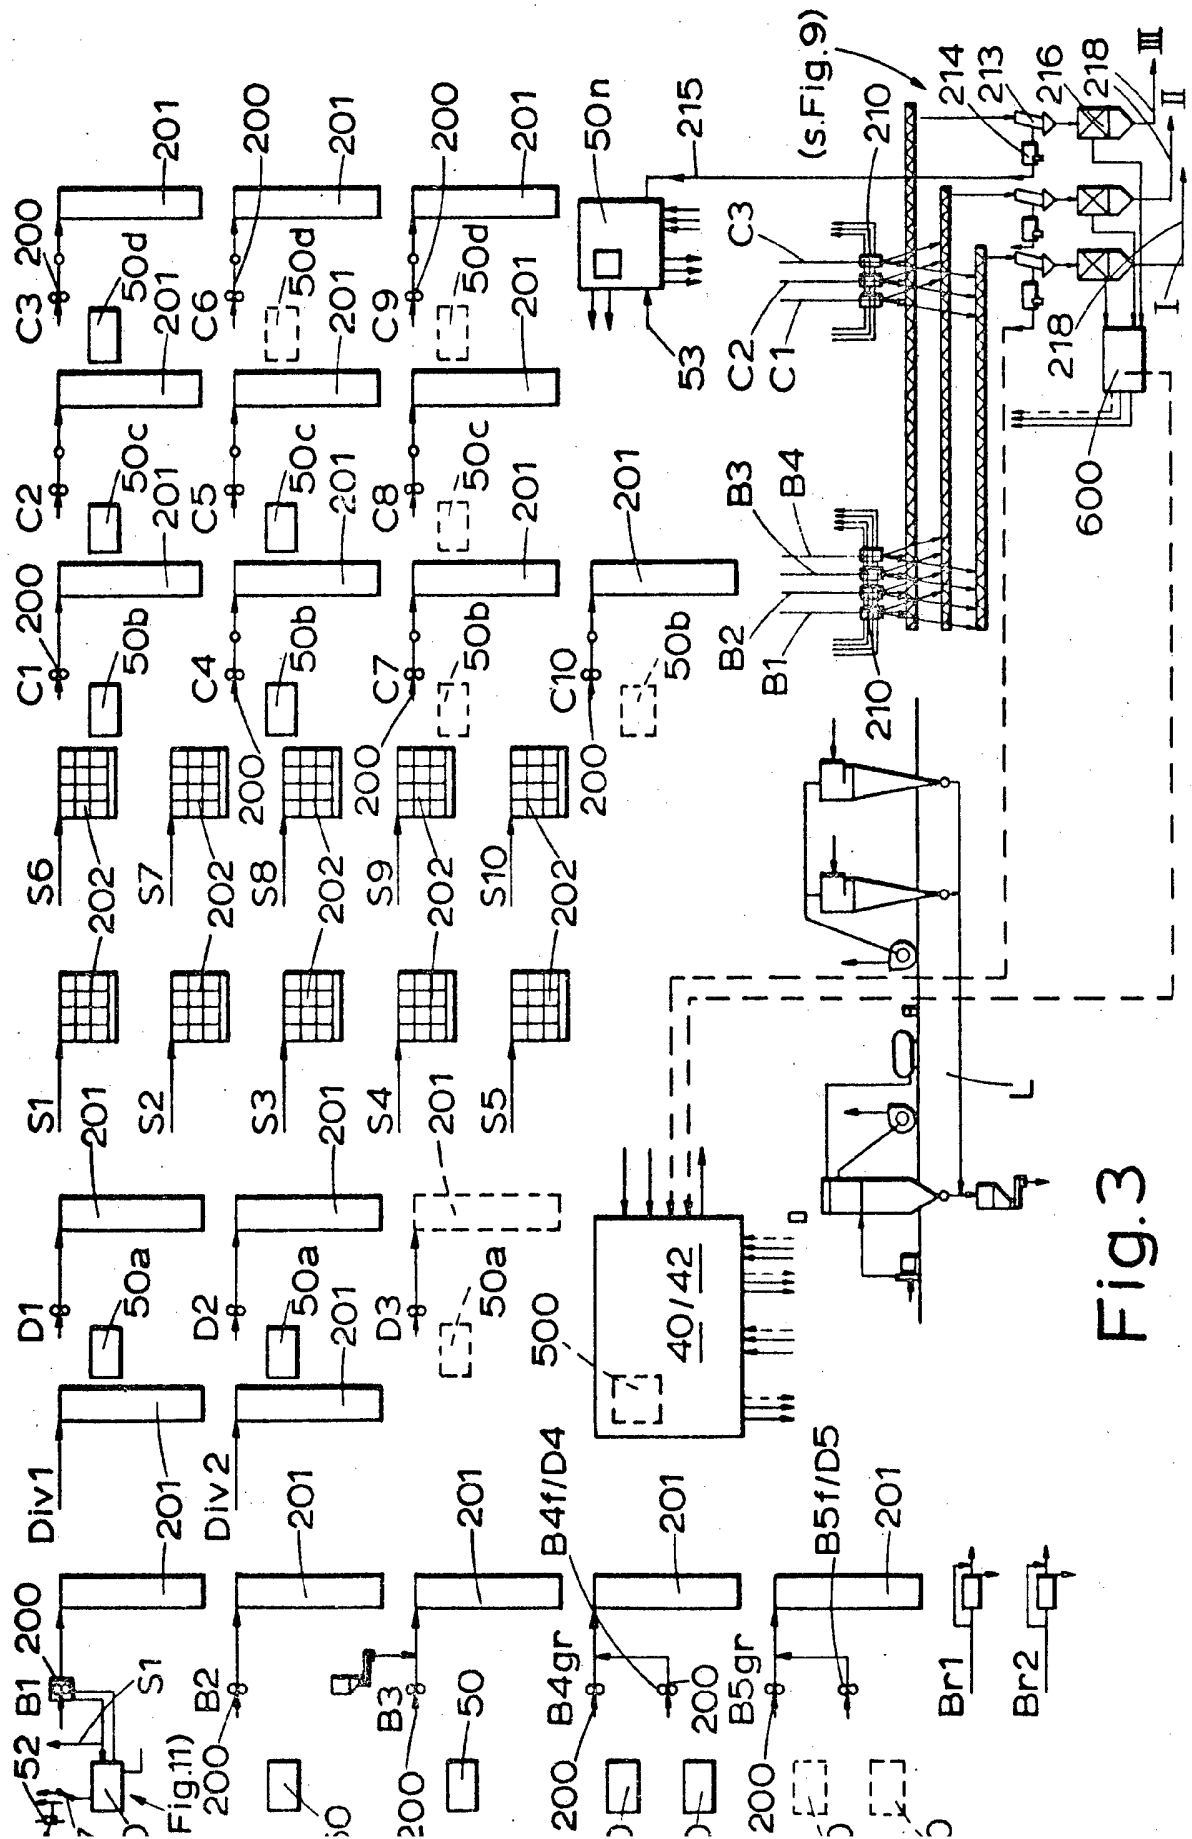 52 B1 200 Div1 D1 S1 S6 C1 200 C2 C3 200
S1 201 201 202 201 202 201 201 201
50a 50b 50c 50d
(Fig.11) 201
200 B2 Div2 D2 S2 S7 C4 C5 C6
202 202 200 200
201 201 201 S3 S8 201 201 201
50a 50b 50c 50d
202 202
200 B3 D3 S4 200 S9 C7 C8 C9 200
50 201 201 202 202 201 201 201
50a 50b 50c 50d
S5 S10
200 B4gr B4f/D4 500 202 202 200 C10 50n
200 201 40/42 50b 201 53 215
200 B5gr B5f/D5 B2 B3 C2 C3
201 B1 B4 C1 (s.Fig.9)
210 210
Br1 214
L 213
Br2 218 216
600 218
Fig.3 I II III